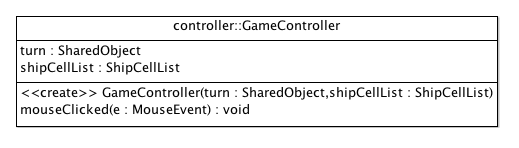 controller::GameController
turn : SharedObject
shipCellList : ShipCellList
<<create>> GameController(turn : SharedObject,shipCellList : ShipCellList)
mouseClicked(e : MouseEvent) : void